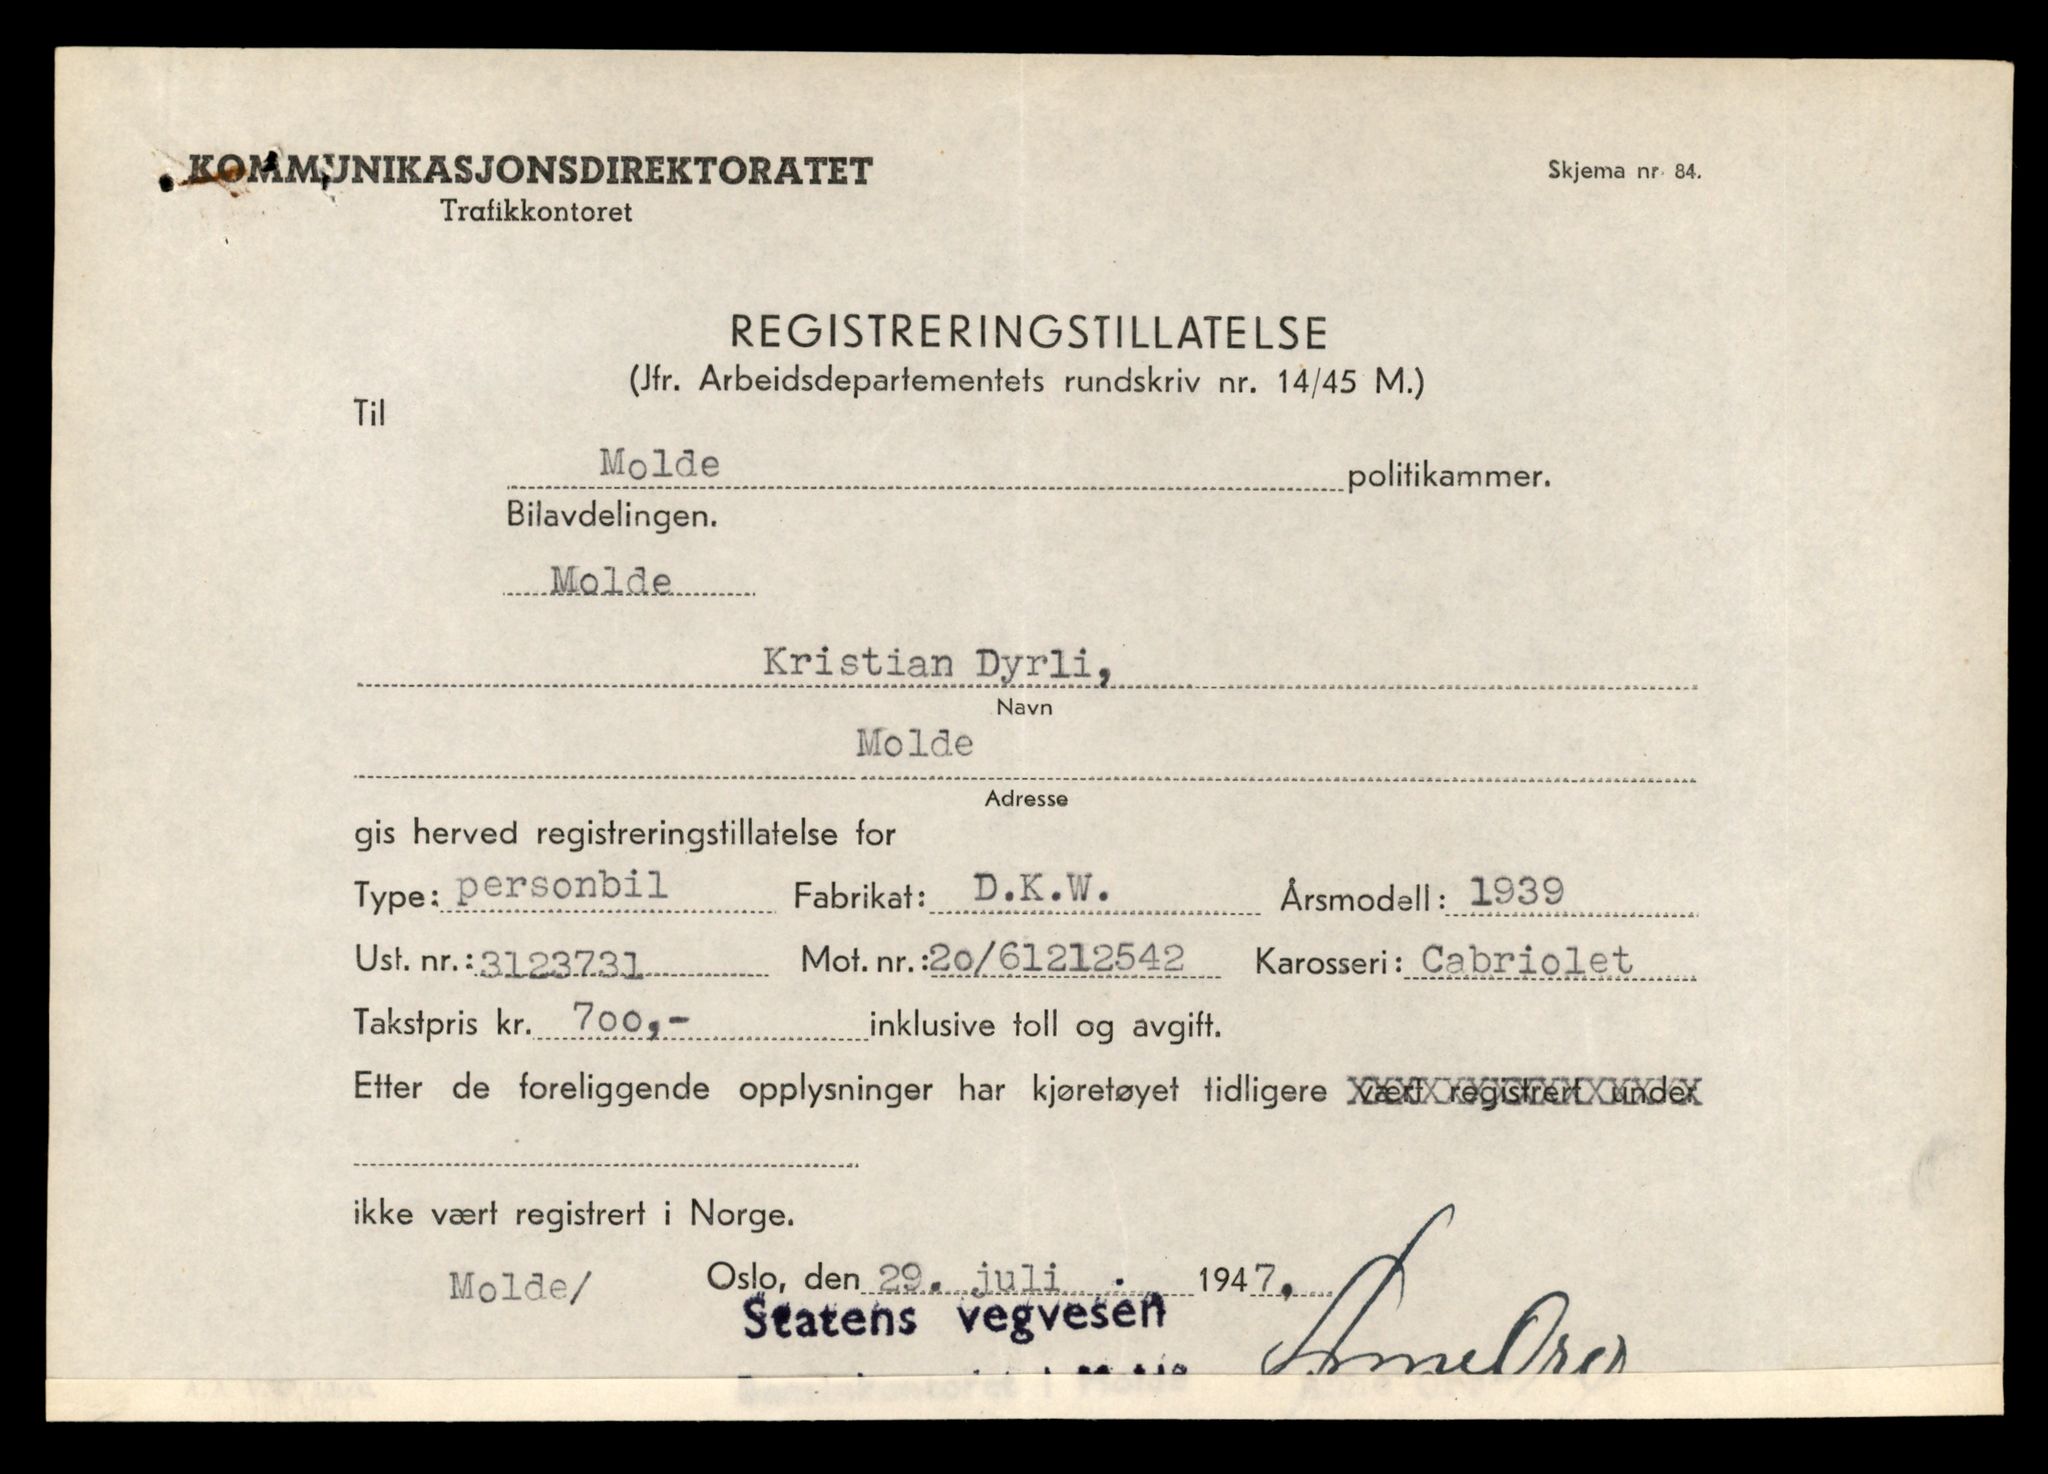 KOMMUNIKASJONSDIREKTORATET
Skjema nr. 84.
Trafikkontoret
REGISTRERINGSTILLATELSE
(Jfr. Arbeidsdepartementets rundskriv nr. 14/45 M.)
Til
Molde politikammer.
Bilavdelingen.
Molde
Kristian Dyrli,
Navn
Molde
Adresse
gis herved registreringstillatelse for
Type: personbil Fabrikat: D.K.W. Årsmodell: 1939
Ust. nr.: 3123731 Mot. nr.: 2o/61212542 Karosseri: Cabriolet
Takstpris kr. 7oo,- inklusive toll og avgift.
Etter de foreliggende opplysninger har kjøretøyet tidligere vært registrert under
ikke vært registrert i Norge.
Molde/ Oslo, den 29. juli 1947.
Statens vegvesen